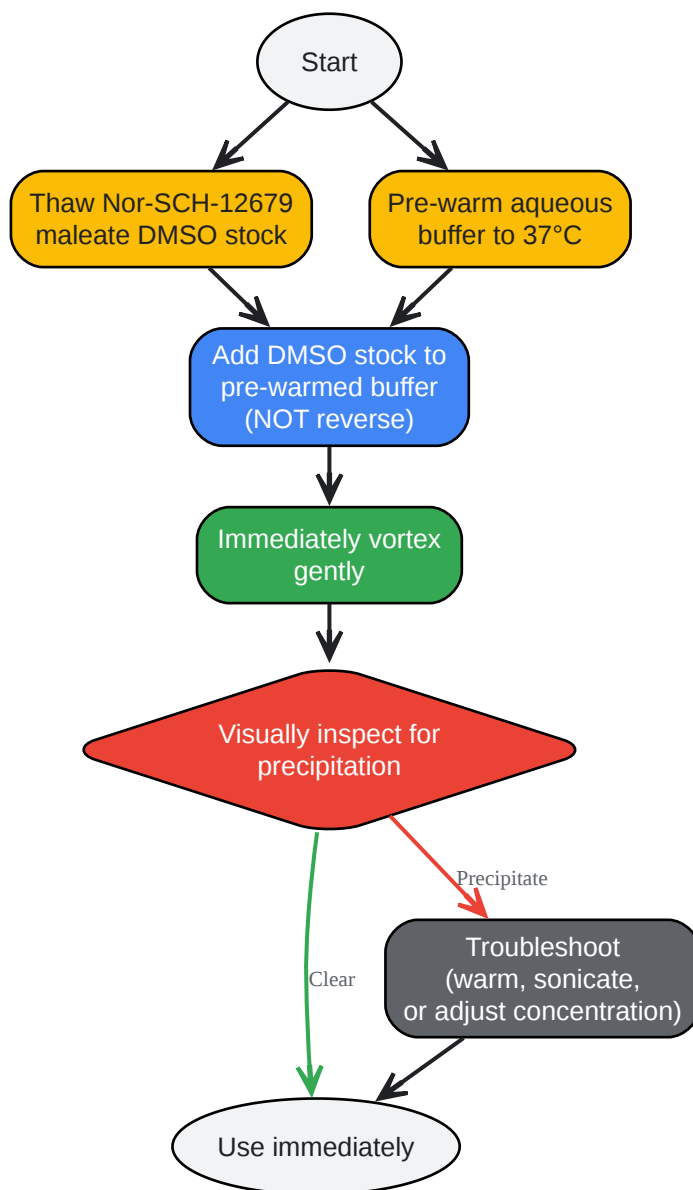 Start
Thaw Nor-SCH-12679
maleate DMSO stock
Pre-warm aqueous
buffer to 37°C
Add DMSO stock to
pre-warmed buffer
(NOT reverse)
Immediately vortex
gently
Visually inspect for
precipitation
Precipitate
Troubleshoot
(warm, sonicate,
or adjust concentration)
Clear
Use immediately